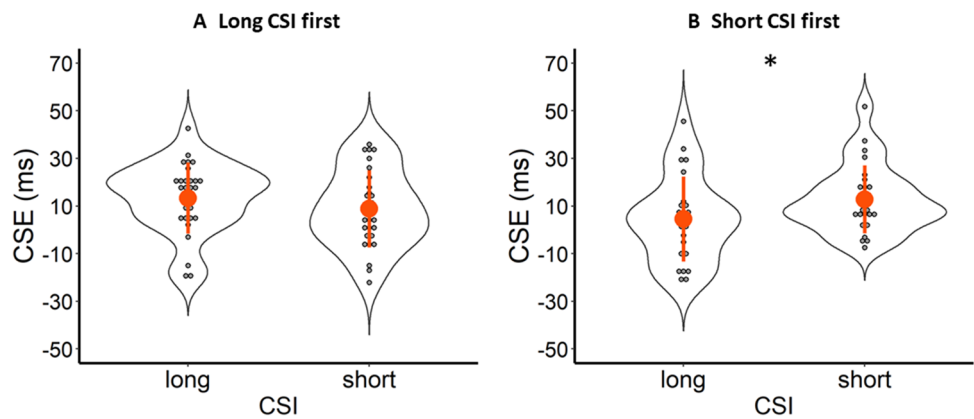 A Long CSI first
70
50
30
10
-10
-30
-50
CSE (ms)
long short
CSI
B Short CSI first
*
70
50
30
10
-10
-30
-50
CSE (ms)
long short
CSI